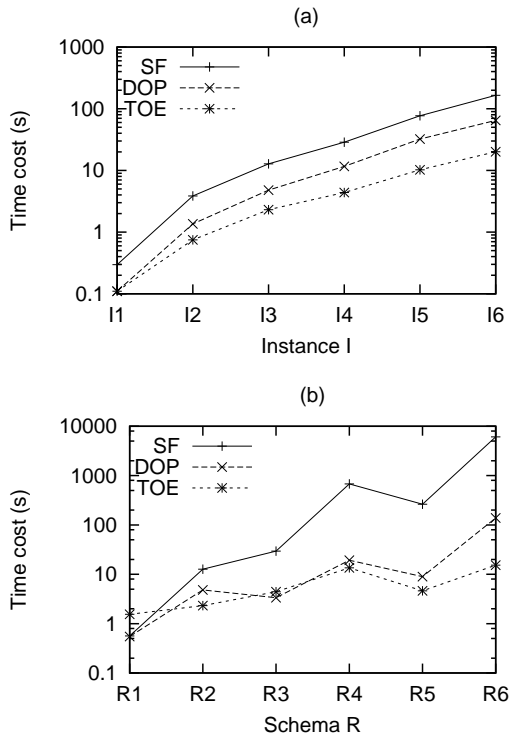 (a)
1000
100
10
1
0.1
Time cost (s)
SF
DOP
TOE
I1 I2 I3 I4 I5 I6
Instance I
(b)
10000
1000
100
10
1
0.1
Time cost (s)
SF
DOP
TOE
R1 R2 R3 R4 R5 R6
Schema R